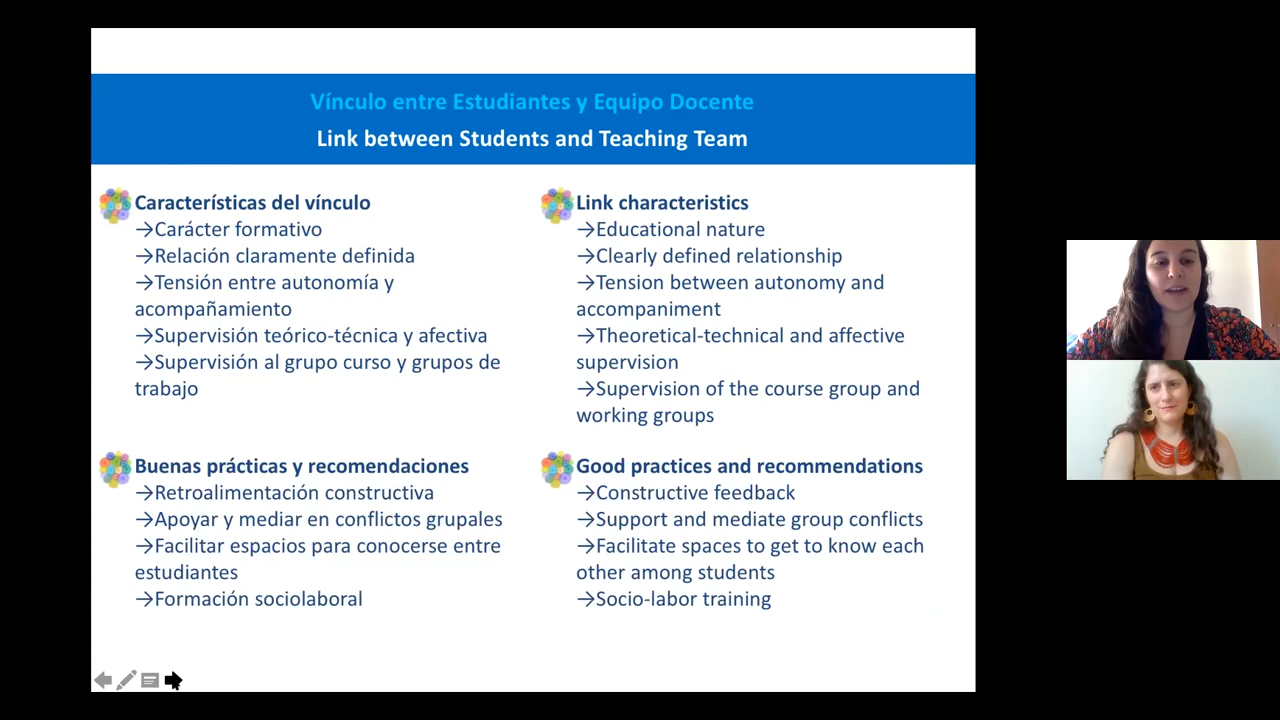 Vínculo entre Estudiantes y Equipo Docente
Link between Students and Teaching Team
Características del vínculo
→Carácter formativo
→Relación claramente definida
→Tensión entre autonomía y
acompañamiento
→Supervisión teórico-técnica y afectiva
→Supervisión al grupo curso y grupos de
trabajo
Buenas prácticas y recomendaciones
→Retroalimentación constructiva
→Apoyar y mediar en conflictos grupales
→Facilitar espacios para conocerse entre
estudiantes
→Formación sociolaboral
Link characteristics
→Educational nature
→Clearly defined relationship
→Tension between autonomy and
accompaniment
→Theoretical-technical and affective
supervision
→Supervision of the course group and
working groups
Good practices and recommendations
→Constructive feedback
→Support and mediate group conflicts
→Facilitate spaces to get to know each
other among students
→Socio-labor training